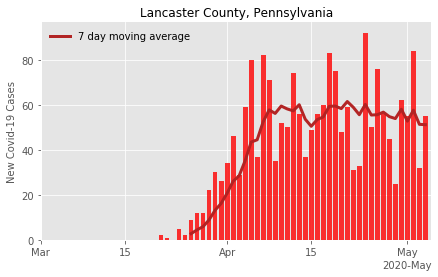 Lancaster County, Pennsylvania
7 day moving average
New Covid-19 Cases
80
60
40
20
0
Mar
15
Apr
15
May
2020-May